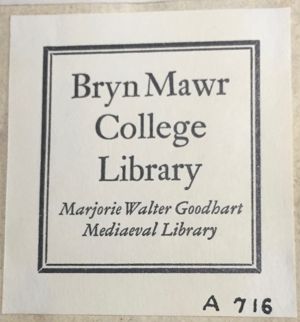 Bryn Mawr
College
Library
Marjorie Walter Goodhart
Mediaeval Library
A 716